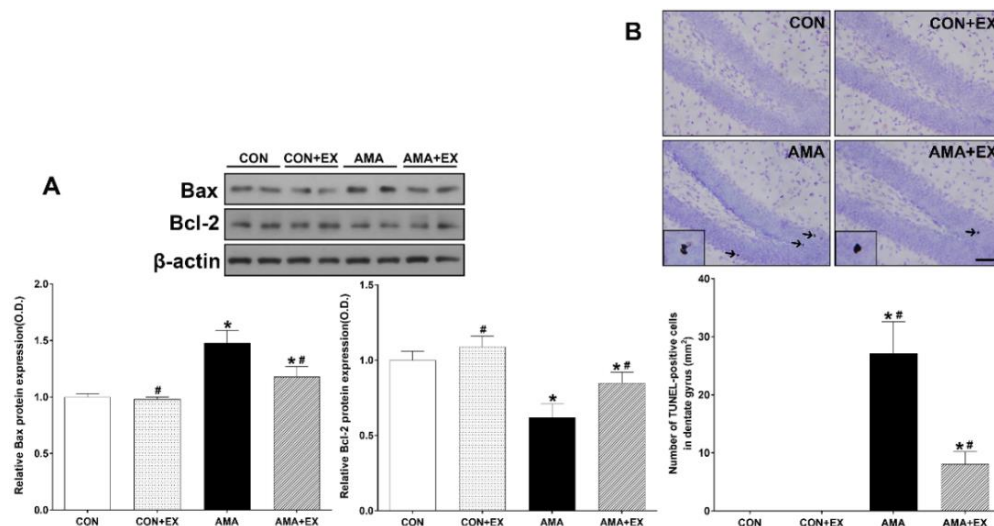 A
CON CON+EX AMA AMA+EX
Bax
Bcl-2
β-actin
B
CON
CON+EX
AMA
AMA+EX
Relative Bax protein expression(O.D.)
2.0
1.5
1.0
0.5
0.0
#
*
* #
CON CON+EX AMA AMA+EX
Relative Bcl-2 protein expression(O.D.)
1.5
1.0
0.5
0.0
#
*
* #
CON CON+EX AMA AMA+EX
Number of TUNEL-positive cells
in dentate gyrus (mm²)
40
30
20
10
0
* #
* #
CON CON+EX AMA AMA+EX